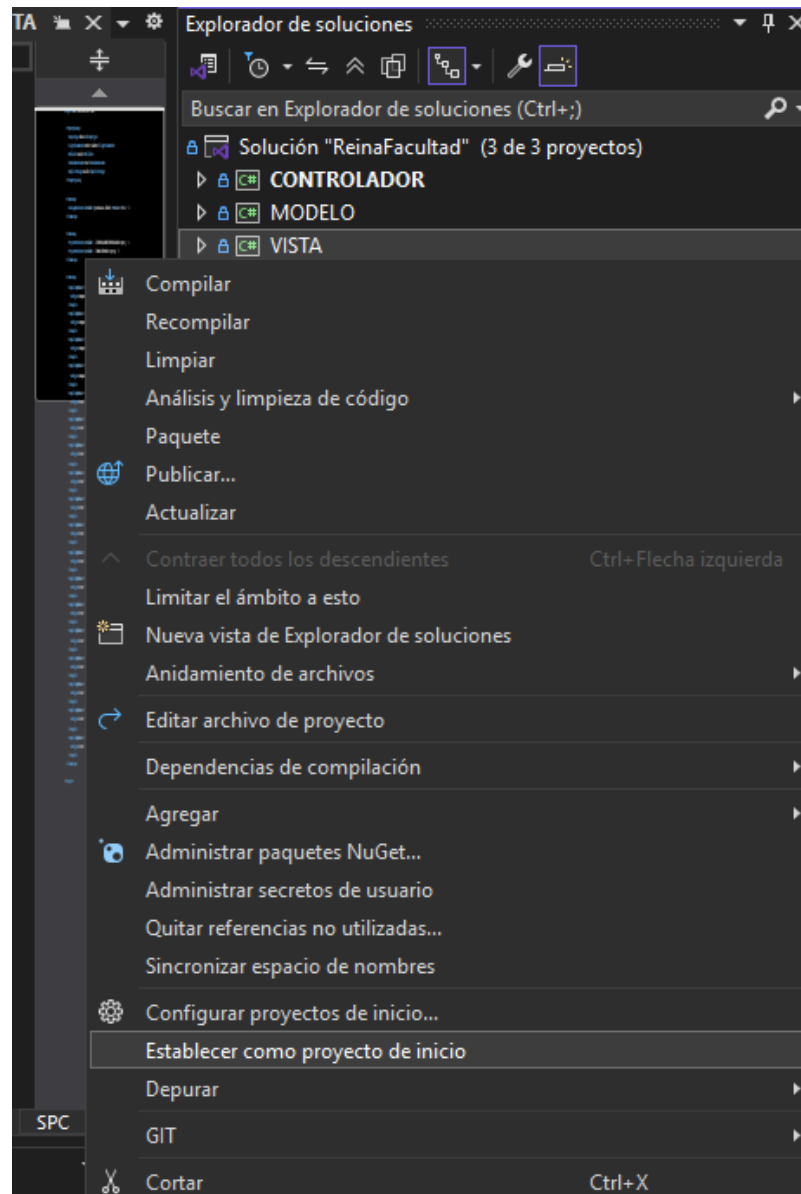 TA
Explorador de soluciones
Buscar en Explorador de soluciones (Ctrl+;)
Solución "ReinaFacultad" (3 de 3 proyectos)
C# CONTROLADOR
C# MODELO
C# VISTA
Compilar
Recompilar
Limpiar
Análisis y limpieza de código
Paquete
Publicar...
Actualizar
Contraer todos los descendientes Ctrl+Flecha izquierda
Limitar el ámbito a esto
Nueva vista de Explorador de soluciones
Anidamiento de archivos
Editar archivo de proyecto
Dependencias de compilación
Agregar
Administrar paquetes NuGet...
Administrar secretos de usuario
Quitar referencias no utilizadas...
Sincronizar espacio de nombres
Configurar proyectos de inicio...
Establecer como proyecto de inicio
Depurar
SPC
GIT
Cortar Ctrl+X